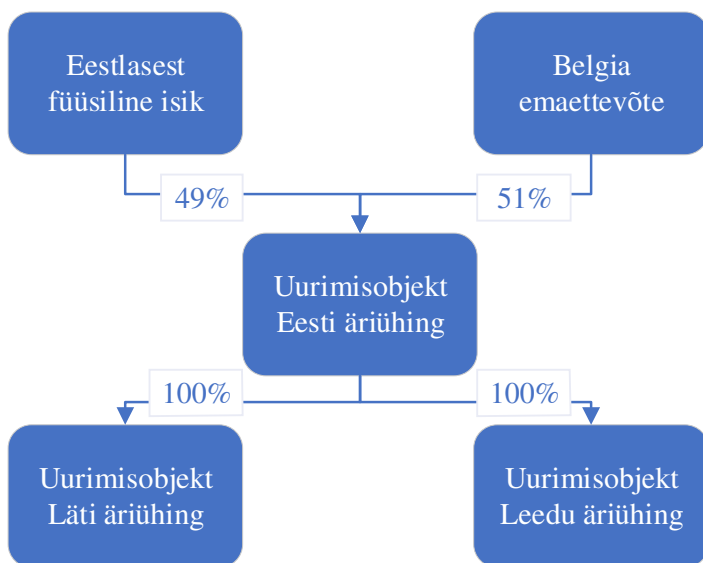 Eestlasest
füüsiline isik
Belgia
emaettevõte
49%
51%
Uurimisobjekt
Eesti äriühing
100%
100%
Uurimisobjekt
Läti äriühing
Uurimisobjekt
Leedu äriühing